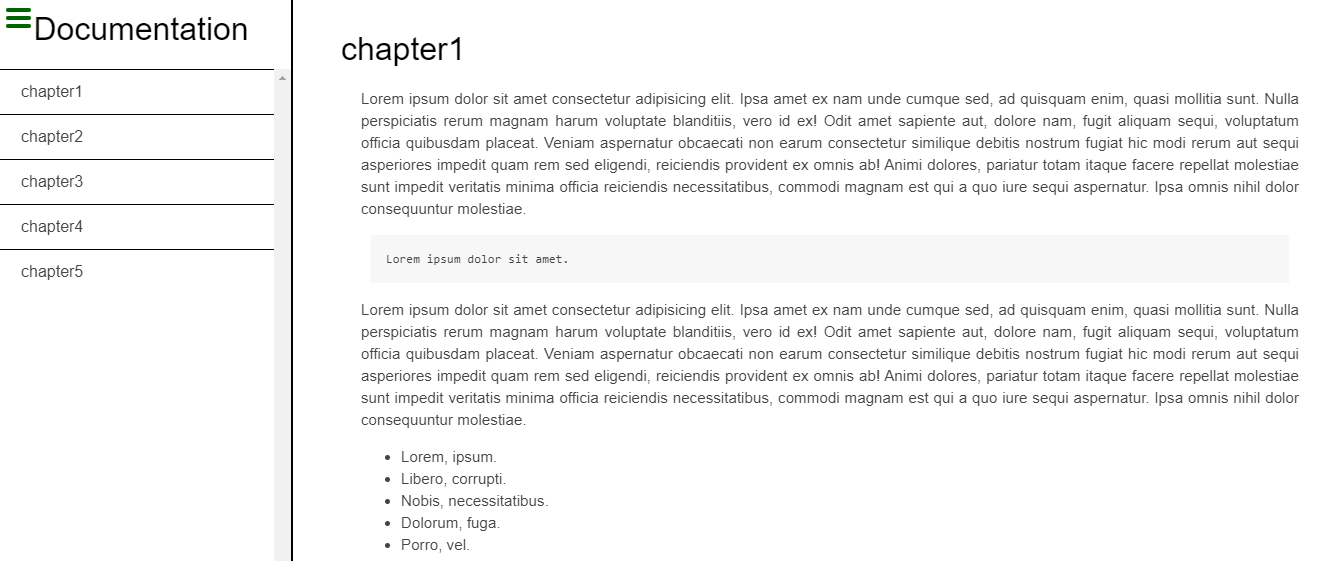 Documentation
chapter1
chapter2
chapter3
chapter4
chapter5
chapter1
Lorem ipsum dolor sit amet consectetur adipisicing elit. Ipsa amet ex nam unde cumque sed, ad quisquam enim, quasi mollitia sunt. Nulla
perspiciatis rerum magnam harum voluptate blanditiis, vero id ex! Odit amet sapiente aut, dolore nam, fugit aliquam sequi, voluptatum
officia quibusdam placeat. Veniam aspernatur obcaecati non earum consectetur similique debitis nostrum fugiat hic modi rerum aut sequi
asperiores impedit quam rem sed eligendi, reiciendis provident ex omnis ab! Animi dolores, pariatur totam itaque facere repellat molestiae
sunt impedit veritatis minima officia reiciendis necessitatibus, commodi magnam est qui a quo iure sequi aspernatur. Ipsa omnis nihil dolor
consequuntur molestiae.
Lorem ipsum dolor sit amet.
Lorem ipsum dolor sit amet consectetur adipisicing elit. Ipsa amet ex nam unde cumque sed, ad quisquam enim, quasi mollitia sunt. Nulla
perspiciatis rerum magnam harum voluptate blanditiis, vero id ex! Odit amet sapiente aut, dolore nam, fugit aliquam sequi, voluptatum
officia quibusdam placeat. Veniam aspernatur obcaecati non earum consectetur similique debitis nostrum fugiat hic modi rerum aut sequi
asperiores impedit quam rem sed eligendi, reiciendis provident ex omnis ab! Animi dolores, pariatur totam itaque facere repellat molestiae
sunt impedit veritatis minima officia reiciendis necessitatibus, commodi magnam est qui a quo iure sequi aspernatur. Ipsa omnis nihil dolor
consequuntur molestiae.
• Lorem, ipsum.
• Libero, corrupti.
• Nobis, necessitatibus.
• Dolorum, fuga.
• Porro, vel.